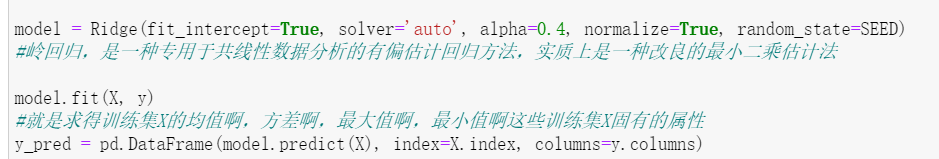 model = Ridge(fit_intercept=True, solver='auto', alpha=0.4, normalize=True, random_state=SEED)
#岭回归，是一种专用于共线性数据分析的有偏估计回归方法，实质上是一种改良的最小二乘估计法
model.fit(X, y)
#就是求得训练集X的均值啊，方差啊，最大值啊，最小值啊这些训练集X固有的属性
y_pred = pd.DataFrame(model.predict(X), index=X.index, columns=y.columns)